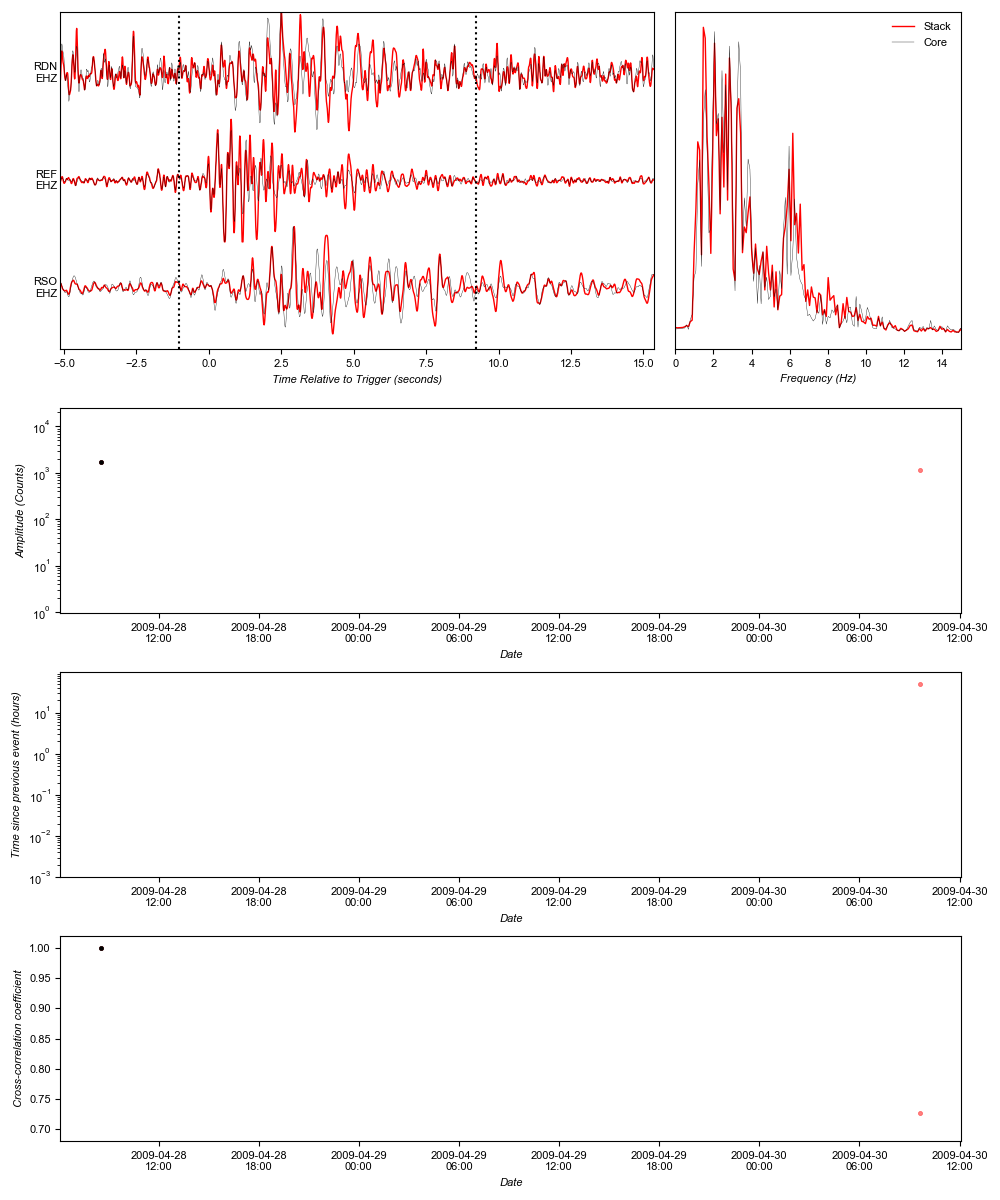 RDN
EHZ
REF
EHZ
RSO
EHZ
−5.0 −2.5 0.0 2.5 5.0 7.5 10.0 12.5 15.0
Time Relative to Trigger (seconds)
Stack
Core
0 2 4 6 8 10 12 14
Frequency (Hz)
10^4
10^3
10^2
10^1
10^0
Amplitude (Counts)
2009-04-28 2009-04-28 2009-04-29 2009-04-29 2009-04-29 2009-04-29 2009-04-30 2009-04-30 2009-04-30
12:00 18:00 00:00 06:00 12:00 18:00 00:00 06:00 12:00
Date
10^1
10^0
10^−1
10^−2
10^−3
Time since previous event (hours)
2009-04-28 2009-04-28 2009-04-29 2009-04-29 2009-04-29 2009-04-29 2009-04-30 2009-04-30 2009-04-30
12:00 18:00 00:00 06:00 12:00 18:00 00:00 06:00 12:00
Date
1.00
0.95
0.90
0.85
0.80
0.75
0.70
Cross-correlation coefficient
2009-04-28 2009-04-28 2009-04-29 2009-04-29 2009-04-29 2009-04-29 2009-04-30 2009-04-30 2009-04-30
12:00 18:00 00:00 06:00 12:00 18:00 00:00 06:00 12:00
Date